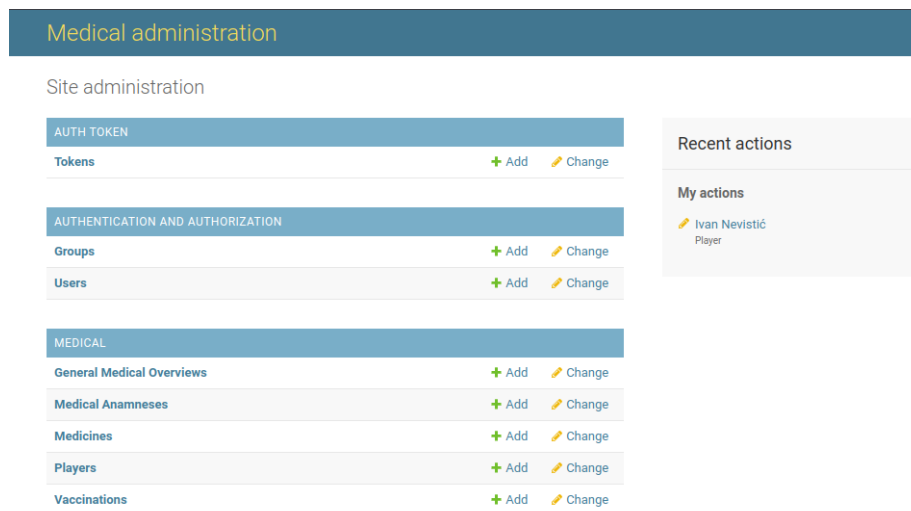 Medical administration
Site administration
AUTH TOKEN
Tokens Add Change
AUTHENTICATION AND AUTHORIZATION
Groups Add Change
Users Add Change
MEDICAL
General Medical Overviews Add Change
Medical Anamneses Add Change
Medicines Add Change
Players Add Change
Vaccinations Add Change
Recent actions
My actions
Ivan Nevistić
Player